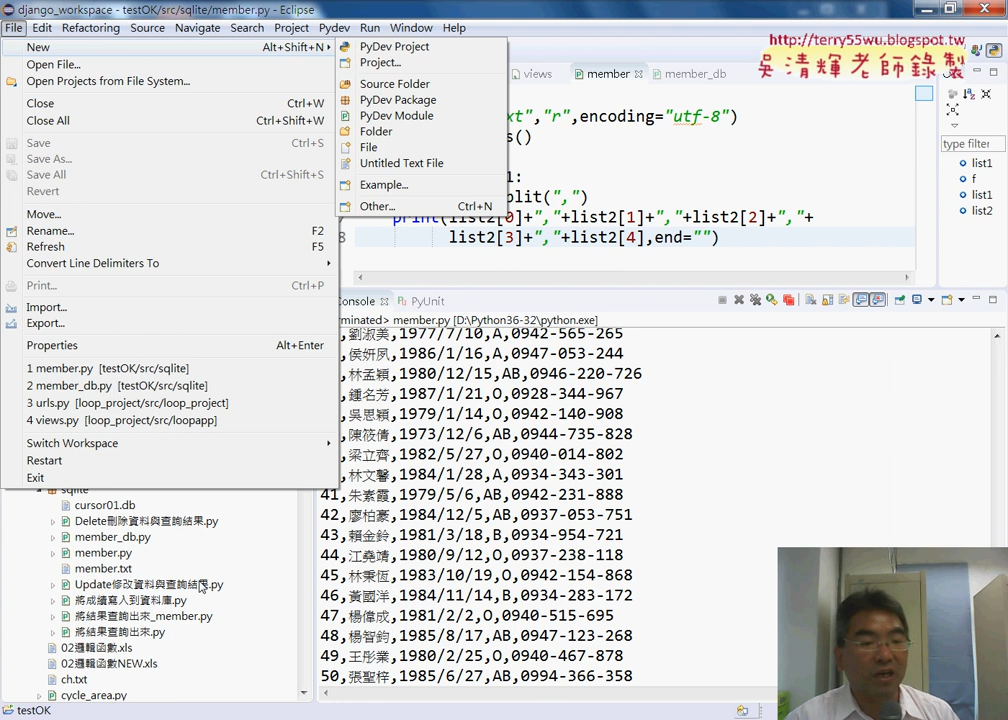 django_workspace - testOK/src/sqlite/member.py - Eclipse
File Edit Refactoring Source Navigate Search Project Pydev Run Window Help
http://terry55wu.blogspot.tw
吳清輝老師錄製
New Alt+Shift+N
Open File...
Open Projects from File System...
Close Ctrl+W
Close All Ctrl+Shift+W
Save Ctrl+S
Save As...
Save All Ctrl+Shift+S
Revert
Move...
Rename... F2
Refresh F5
Convert Line Delimiters To
Print... Ctrl+P
Import...
Export...
Properties Alt+Enter
1 member.py [testOK/src/sqlite]
2 member_db.py [testOK/src/sqlite]
3 urls.py [loop_project/src/loop_project]
4 views.py [loop_project/src/loopapp]
Switch Workspace
Restart
Exit
PyDev Project
Project...
Source Folder
PyDev Package
PyDev Module
Folder
File
Untitled Text File
Example...
Other... Ctrl+N
views member member_db
xt","r",encoding="utf-8")
s()
1:
plit(",")
print(list2[0]+","+list2[1]+","+list2[2]+","+
8 list2[3]+","+list2[4],end="")
type filter
list1
f
list1
list2
sqlite
cursor01.db
Delete刪除資料與查詢結果.py
member_db.py
member.py
member.txt
Update修改資料與查詢結果.py
將成績寫入到資料庫.py
將結果查詢出來_member.py
將結果查詢出來.py
02邏輯函數.xls
02邏輯函數NEW.xls
ch.txt
cycle_area.py
testOK
onsole PyUnit
minated> member.py [D:\Python36-32\python.exe]
,劉淑美,1977/7/10,A,0942-565-265
,侯妍夙,1986/1/16,A,0947-053-244
,林孟穎,1980/12/15,AB,0946-220-726
,鍾名芳,1987/1/21,O,0928-344-967
,吳思穎,1979/1/14,O,0942-140-908
,陳筱倩,1973/12/6,AB,0944-735-828
,梁立齊,1982/5/27,O,0940-014-802
,林文馨,1984/1/28,A,0934-343-301
41,朱素霞,1979/5/6,AB,0942-231-888
42,廖柏豪,1984/12/5,AB,0937-053-751
43,賴金鈴,1981/3/18,B,0934-954-721
44,江堯靖,1980/9/12,A,0937-238-118
45,林秉恆,1983/10/19,O,0942-154-868
46,黃國洋,1984/11/14,B,0934-283-172
47,楊偉成,1981/2/2,O,0940-515-695
48,楊智鈞,1985/8/17,AB,0947-123-268
49,王彤業,1980/2/25,O,0940-467-878
50,張聖梓,1985/6/27,AB,0994-366-358